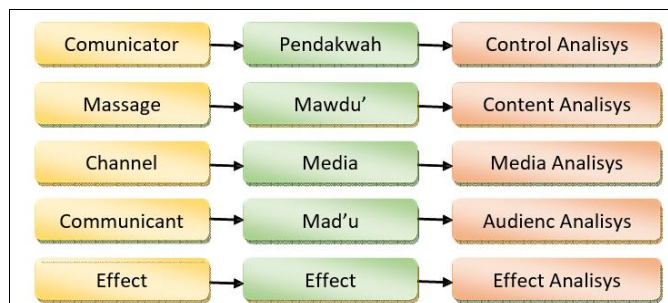 Comunicator Pendakwah Control Analisys
Massage Mawdu' Content Analisys
Channel Media Media Analisys
Communicant Mad'u Audienc Analisys
Effect Effect Effect Analisys